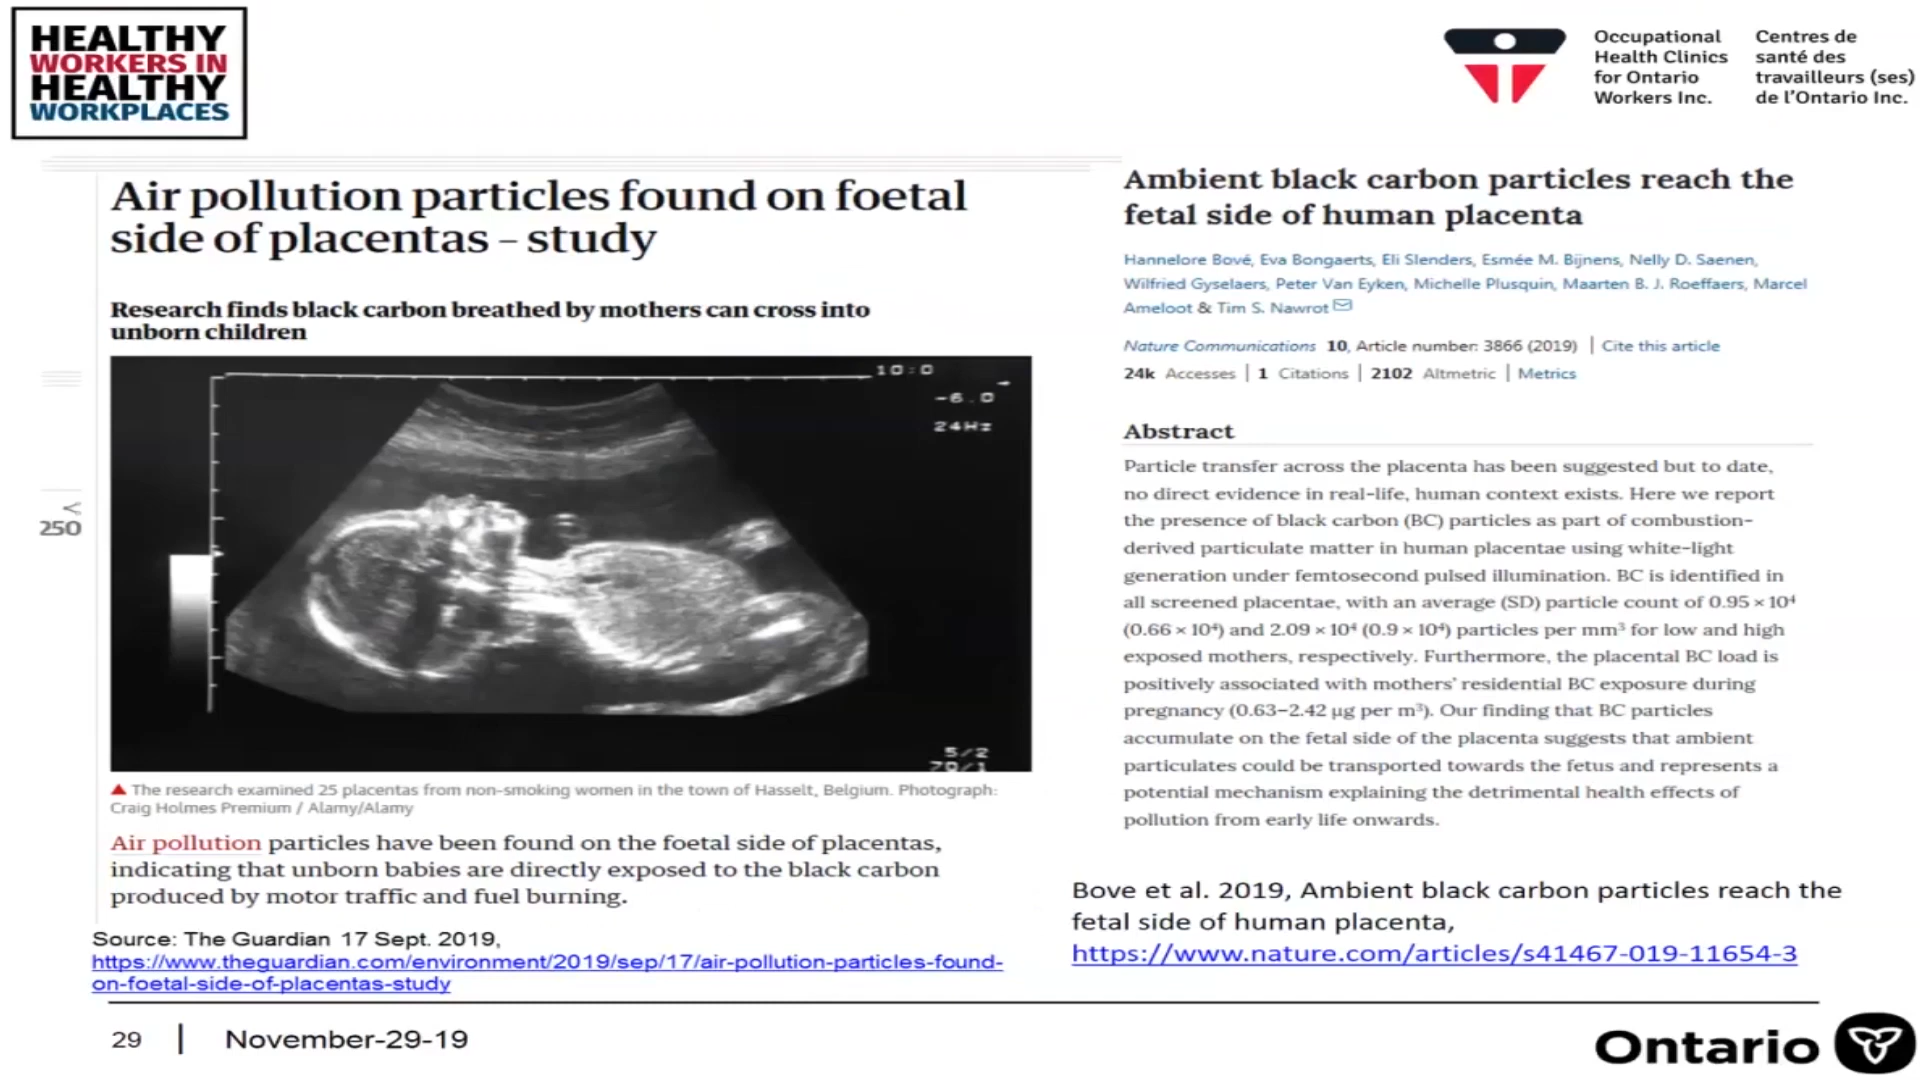 HEALTHY
WORKERS IN
HEALTHY
WORKPLACES
Occupational
Health Clinics
for Ontario
Workers Inc.
Centres de
santé des
travailleurs (ses)
de l'Ontario Inc.
Air pollution particles found on foetal
side of placentas – study
Research finds black carbon breathed by mothers can cross into
unborn children
250
10:0
-6.0
24Hz
5/2
70/1
▲ The research examined 25 placentas from non-smoking women in the town of Hasselt, Belgium. Photograph:
Craig Holmes Premium / Alamy/Alamy
Air pollution particles have been found on the foetal side of placentas,
indicating that unborn babies are directly exposed to the black carbon
produced by motor traffic and fuel burning.
Source: The Guardian 17 Sept. 2019,
https://www.theguardian.com/environment/2019/sep/17/air-pollution-particles-found-
on-foetal-side-of-placentas-study
Ambient black carbon particles reach the
fetal side of human placenta
Hannelore Bové, Eva Bongaerts, Eli Slenders, Esmée M. Bijnens, Nelly D. Saenen,
Wilfried Gyselaers, Peter Van Eyken, Michelle Plusquin, Maarten B. J. Roeffaers, Marcel
Ameloot & Tim S. Nawrot
Nature Communications 10, Article number: 3866 (2019) | Cite this article
24k Accesses | 1 Citations | 2102 Altmetric | Metrics
Abstract
Particle transfer across the placenta has been suggested but to date,
no direct evidence in real-life, human context exists. Here we report
the presence of black carbon (BC) particles as part of combustion-
derived particulate matter in human placentae using white-light
generation under femtosecond pulsed illumination. BC is identified in
all screened placentae, with an average (SD) particle count of 0.95 × 10⁴
(0.66 × 10⁴) and 2.09 × 10⁴ (0.9 × 10⁴) particles per mm³ for low and high
exposed mothers, respectively. Furthermore, the placental BC load is
positively associated with mothers' residential BC exposure during
pregnancy (0.63–2.42 µg per m³). Our finding that BC particles
accumulate on the fetal side of the placenta suggests that ambient
particulates could be transported towards the fetus and represents a
potential mechanism explaining the detrimental health effects of
pollution from early life onwards.
Bove et al. 2019, Ambient black carbon particles reach the
fetal side of human placenta,
https://www.nature.com/articles/s41467-019-11654-3
29 | November-29-19
Ontario